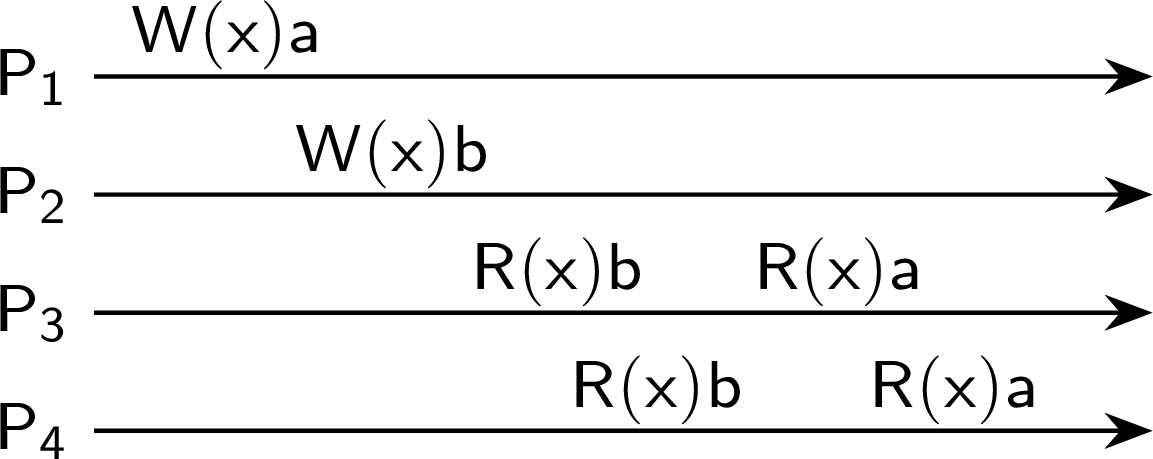 W(x)a
P₁
W(x)b
P₂
R(x)b R(x)a
P₃
R(x)b R(x)a
P₄